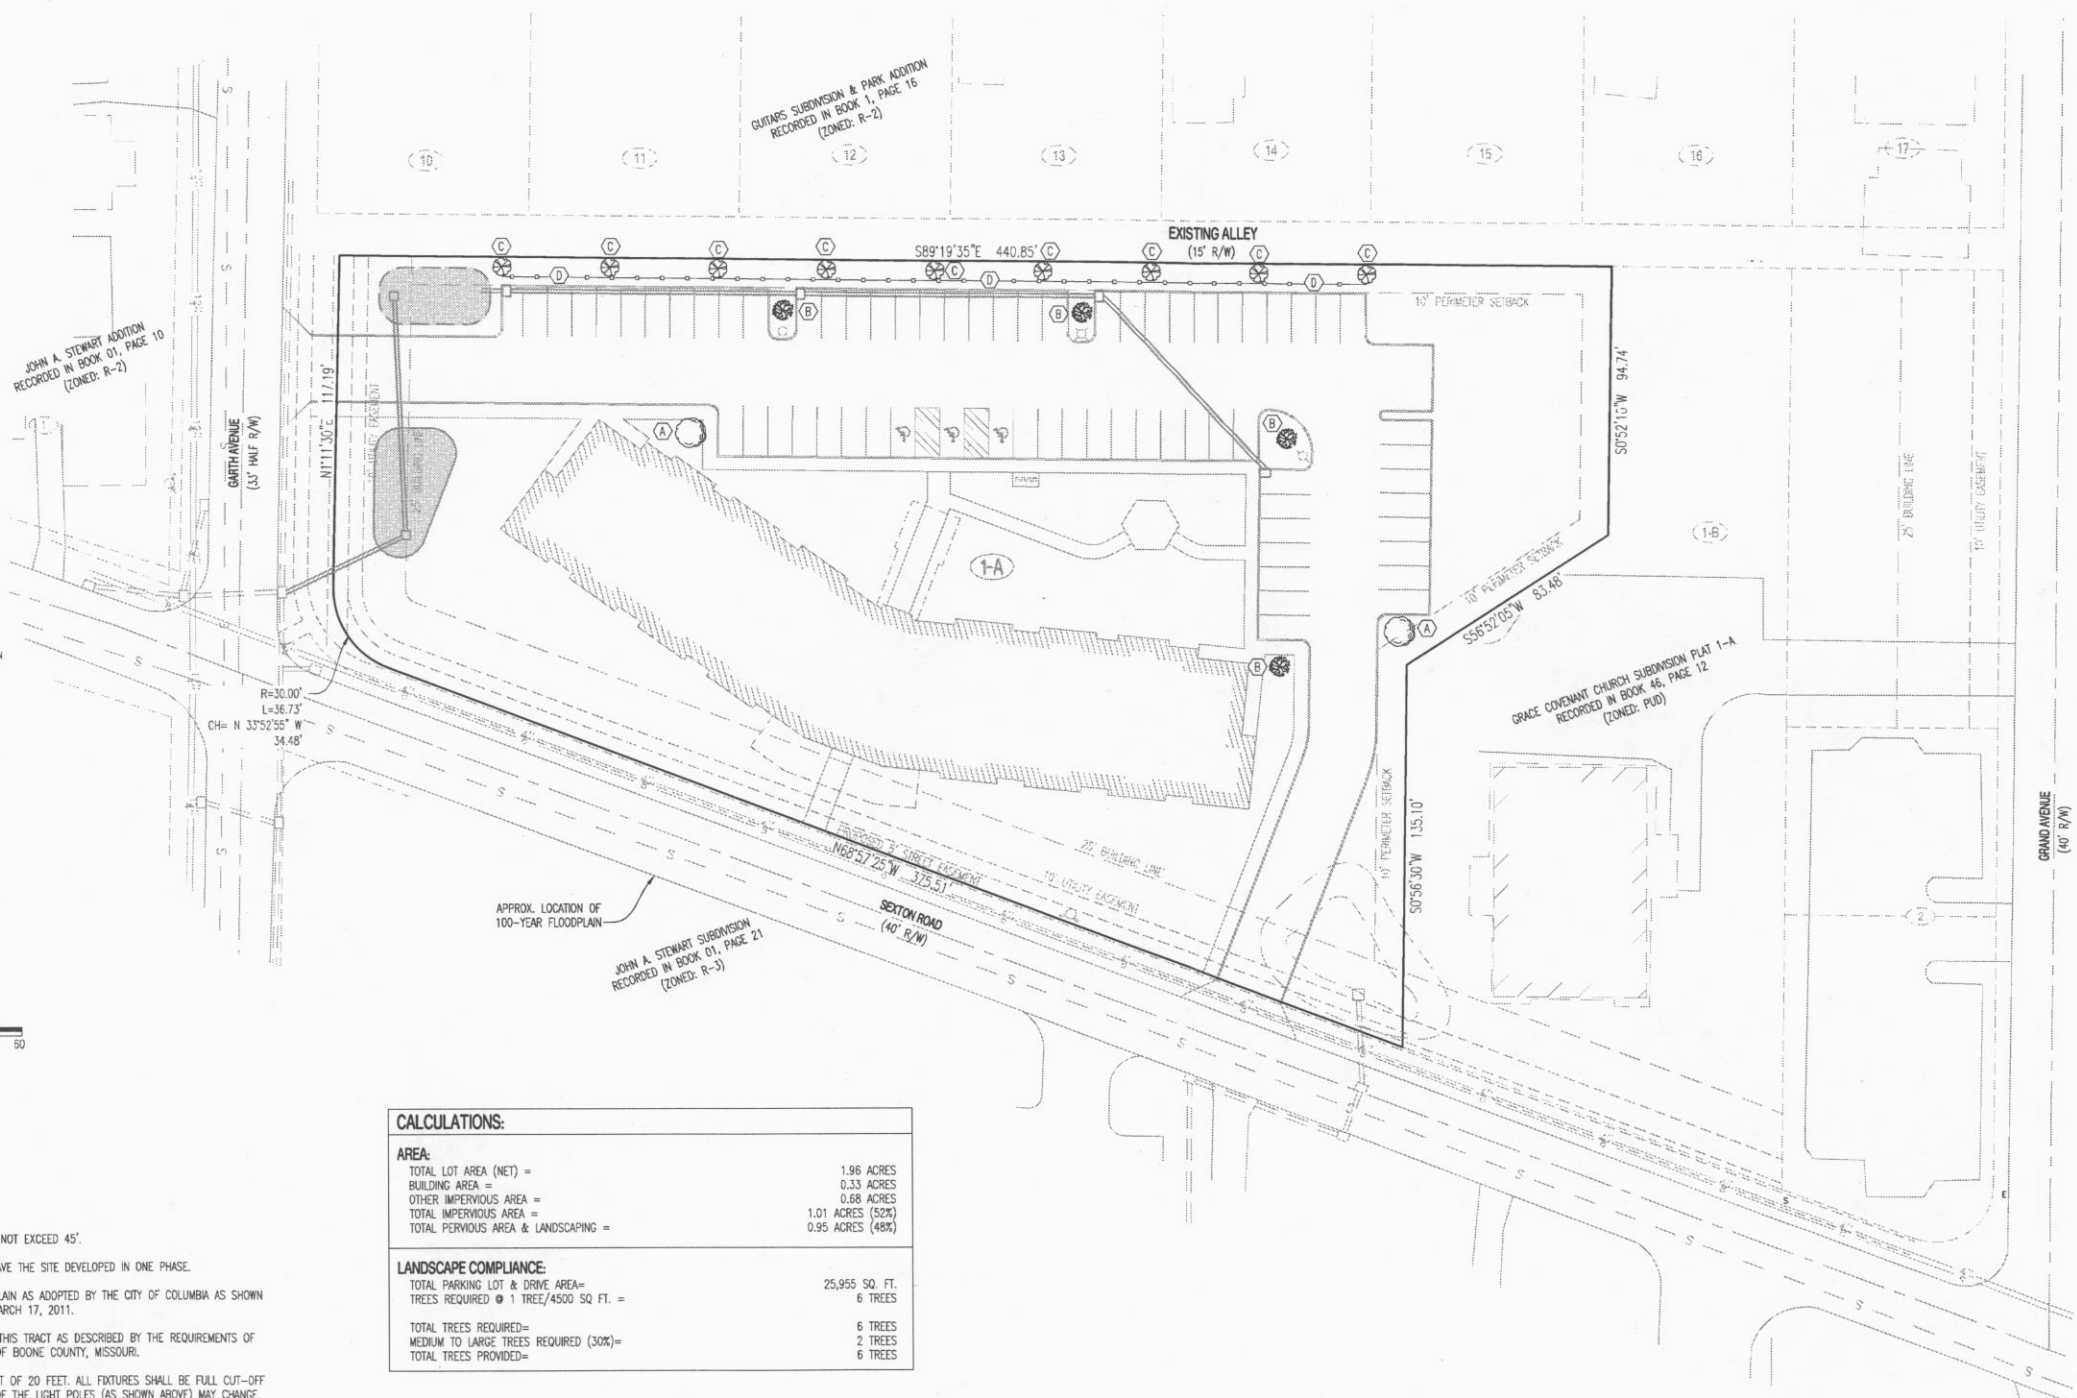 GUITARS SUBDIVISION & PARK ADDITION
RECORDED IN BOOK 1, PAGE 16
(ZONED: R-2)
10
11
12
13
14
15
16
17
EXISTING ALLEY
(15' R/W)
S89°19'35"E 440.85'
C
C
C
C
C
C
C
C
C
D
D
D
B
B
10' PERIMETER SETBACK
JOHN A. STEWART ADDITION
RECORDED IN BOOK 01, PAGE 10
(ZONED: R-2)
GARTH AVENUE
(33' HALF R/W)
N1°11'30"E 117.19'
10' UTILITY EASEMENT
25' BUILDING LINE
A
B
S0°52'10"W 94.74'
25' BUILDING LINE
10' UTILITY EASEMENT
1-A
1-B
10' PERIMETER SETBACK
S56°52'05"W 83.48'
A
B
GRACE COVENANT CHURCH SUBDIVISION PLAT 1-A
RECORDED IN BOOK 46, PAGE 12
(ZONED: PUD)
R=30.00'
L=36.73'
CH= N 33°52'55" W
34.48'
10' PERIMETER SETBACK
S0°56'30"W 135.10'
GRAND AVENUE
(40' R/W)
2
PROPOSED 5' STREET EASEMENT
N68°57'25"W 375.51'
25' BUILDING LINE
10' UTILITY EASEMENT
SEXTON ROAD
(40' R/W)
APPROX. LOCATION OF
100-YEAR FLOODPLAIN
JOHN A. STEWART SUBDIVISION
RECORDED IN BOOK 01, PAGE 21
(ZONED: R-3)
60
S
E
CALCULATIONS:
AREA:
TOTAL LOT AREA (NET) = 1.96 ACRES
BUILDING AREA = 0.33 ACRES
OTHER IMPERVIOUS AREA = 0.68 ACRES
TOTAL IMPERVIOUS AREA = 1.01 ACRES (52%)
TOTAL PERVIOUS AREA & LANDSCAPING = 0.95 ACRES (48%)
LANDSCAPE COMPLIANCE:
TOTAL PARKING LOT & DRIVE AREA= 25,955 SQ. FT.
TREES REQUIRED @ 1 TREE/4500 SQ FT. = 6 TREES
TOTAL TREES REQUIRED= 6 TREES
MEDIUM TO LARGE TREES REQUIRED (30%)= 2 TREES
TOTAL TREES PROVIDED= 6 TREES
NOT EXCEED 45'.
VE THE SITE DEVELOPED IN ONE PHASE.
AIN AS ADOPTED BY THE CITY OF COLUMBIA AS SHOWN
ARCH 17, 2011.
THIS TRACT AS DESCRIBED BY THE REQUIREMENTS OF
F BOONE COUNTY, MISSOURI.
T OF 20 FEET. ALL FIXTURES SHALL BE FULL CUT-OFF
F THE LIGHT POLES (AS SHOWN ABOVE) MAY CHANGE.